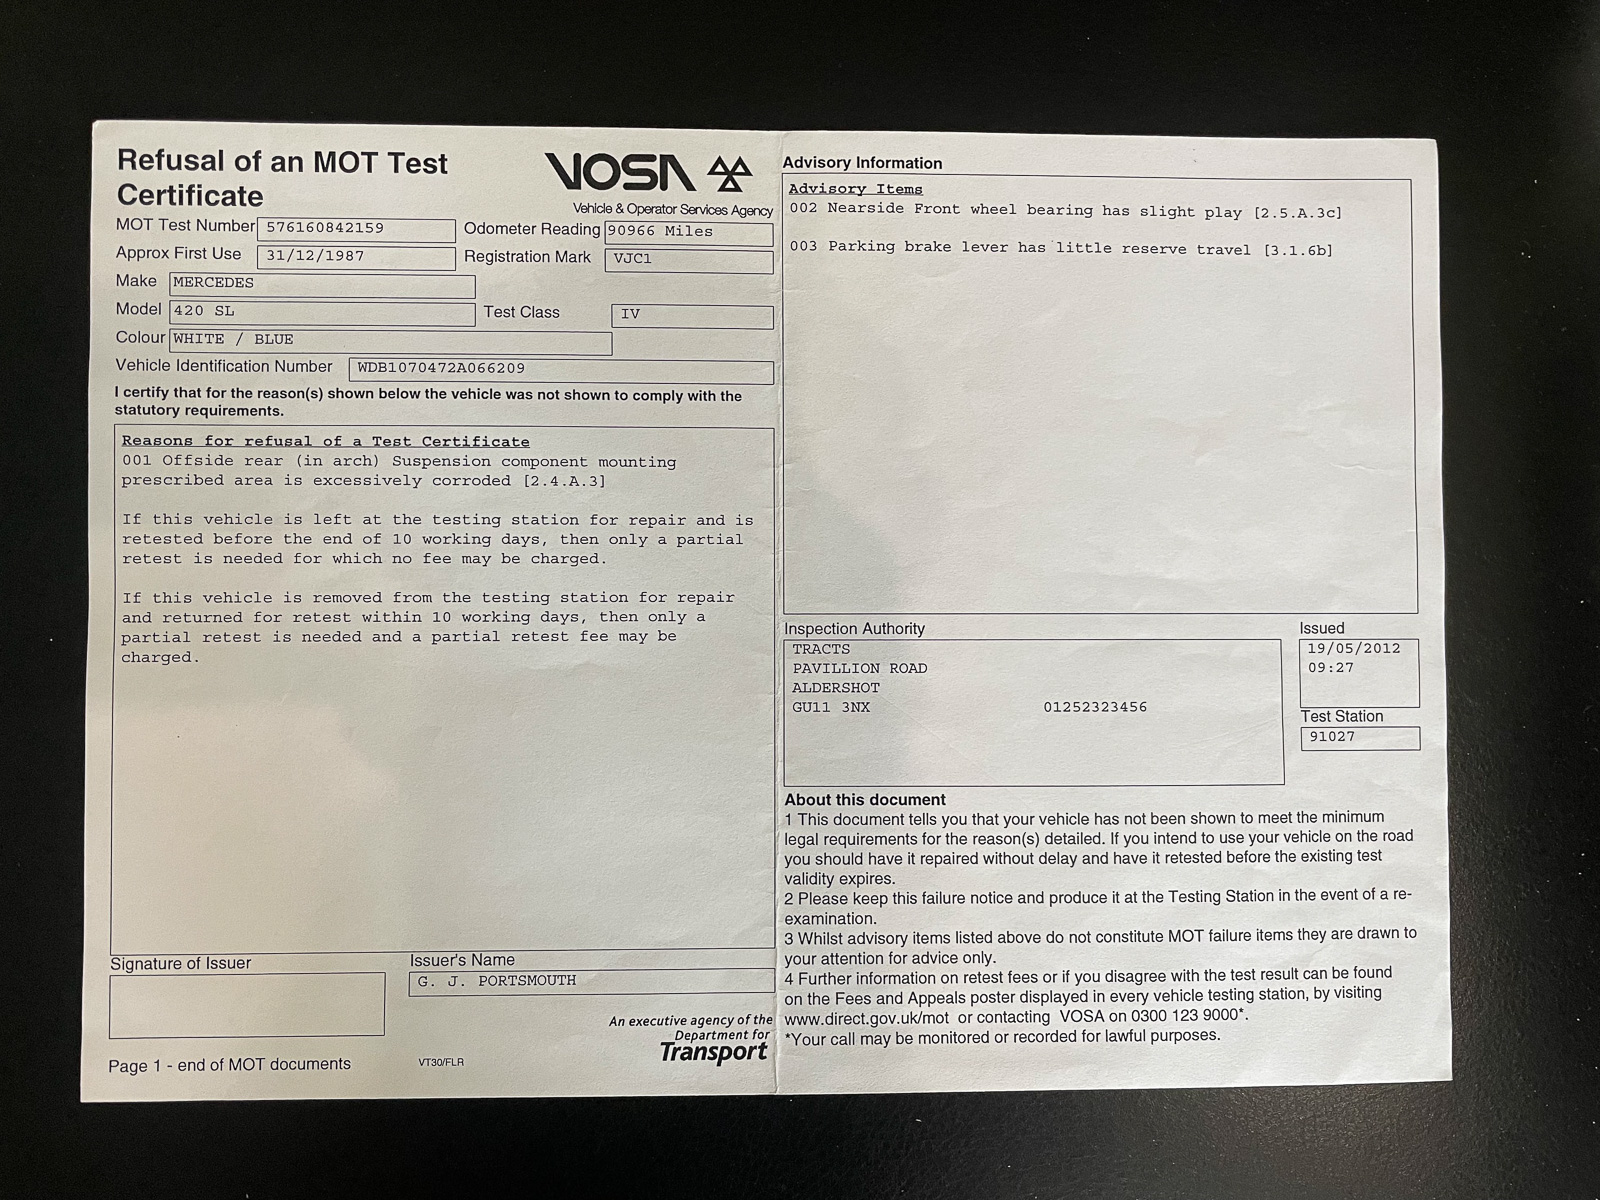 Refusal of an MOT Test
Certificate
VOSA
Vehicle & Operator Services Agency
MOT Test Number 576160842159 Odometer Reading 90966 Miles
Approx First Use 31/12/1987 Registration Mark VJC1
Make MERCEDES
Model 420 SL Test Class IV
Colour WHITE / BLUE
Vehicle Identification Number WDB1070472A066209
I certify that for the reason(s) shown below the vehicle was not shown to comply with the
statutory requirements.
Reasons for refusal of a Test Certificate
001 Offside rear (in arch) Suspension component mounting
prescribed area is excessively corroded [2.4.A.3]
If this vehicle is left at the testing station for repair and is
retested before the end of 10 working days, then only a partial
retest is needed for which no fee may be charged.
If this vehicle is removed from the testing station for repair
and returned for retest within 10 working days, then only a
partial retest is needed and a partial retest fee may be
charged.
Signature of Issuer Issuer's Name
G. J. PORTSMOUTH
An executive agency of the
Department for
Transport
Page 1 - end of MOT documents VT30/FLR
Advisory Information
Advisory Items
002 Nearside Front wheel bearing has slight play [2.5.A.3c]
003 Parking brake lever has little reserve travel [3.1.6b]
Inspection Authority Issued
TRACTS 19/05/2012
PAVILLION ROAD 09:27
ALDERSHOT
GU11 3NX 01252323456
Test Station
91027
About this document
1 This document tells you that your vehicle has not been shown to meet the minimum
legal requirements for the reason(s) detailed. If you intend to use your vehicle on the road
you should have it repaired without delay and have it retested before the existing test
validity expires.
2 Please keep this failure notice and produce it at the Testing Station in the event of a re-
examination.
3 Whilst advisory items listed above do not constitute MOT failure items they are drawn to
your attention for advice only.
4 Further information on retest fees or if you disagree with the test result can be found
on the Fees and Appeals poster displayed in every vehicle testing station, by visiting
www.direct.gov.uk/mot or contacting VOSA on 0300 123 9000*.
*Your call may be monitored or recorded for lawful purposes.